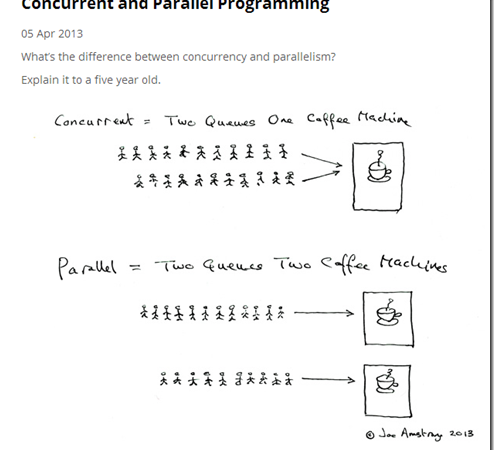 Concurrent and Parallel Programming
05 Apr 2013
What's the difference between concurrency and parallelism?
Explain it to a five year old.
Concurrent = Two Queues One Coffee Machine
Parallel = Two Queues Two Coffee Machines
© Joe Armstrong 2013